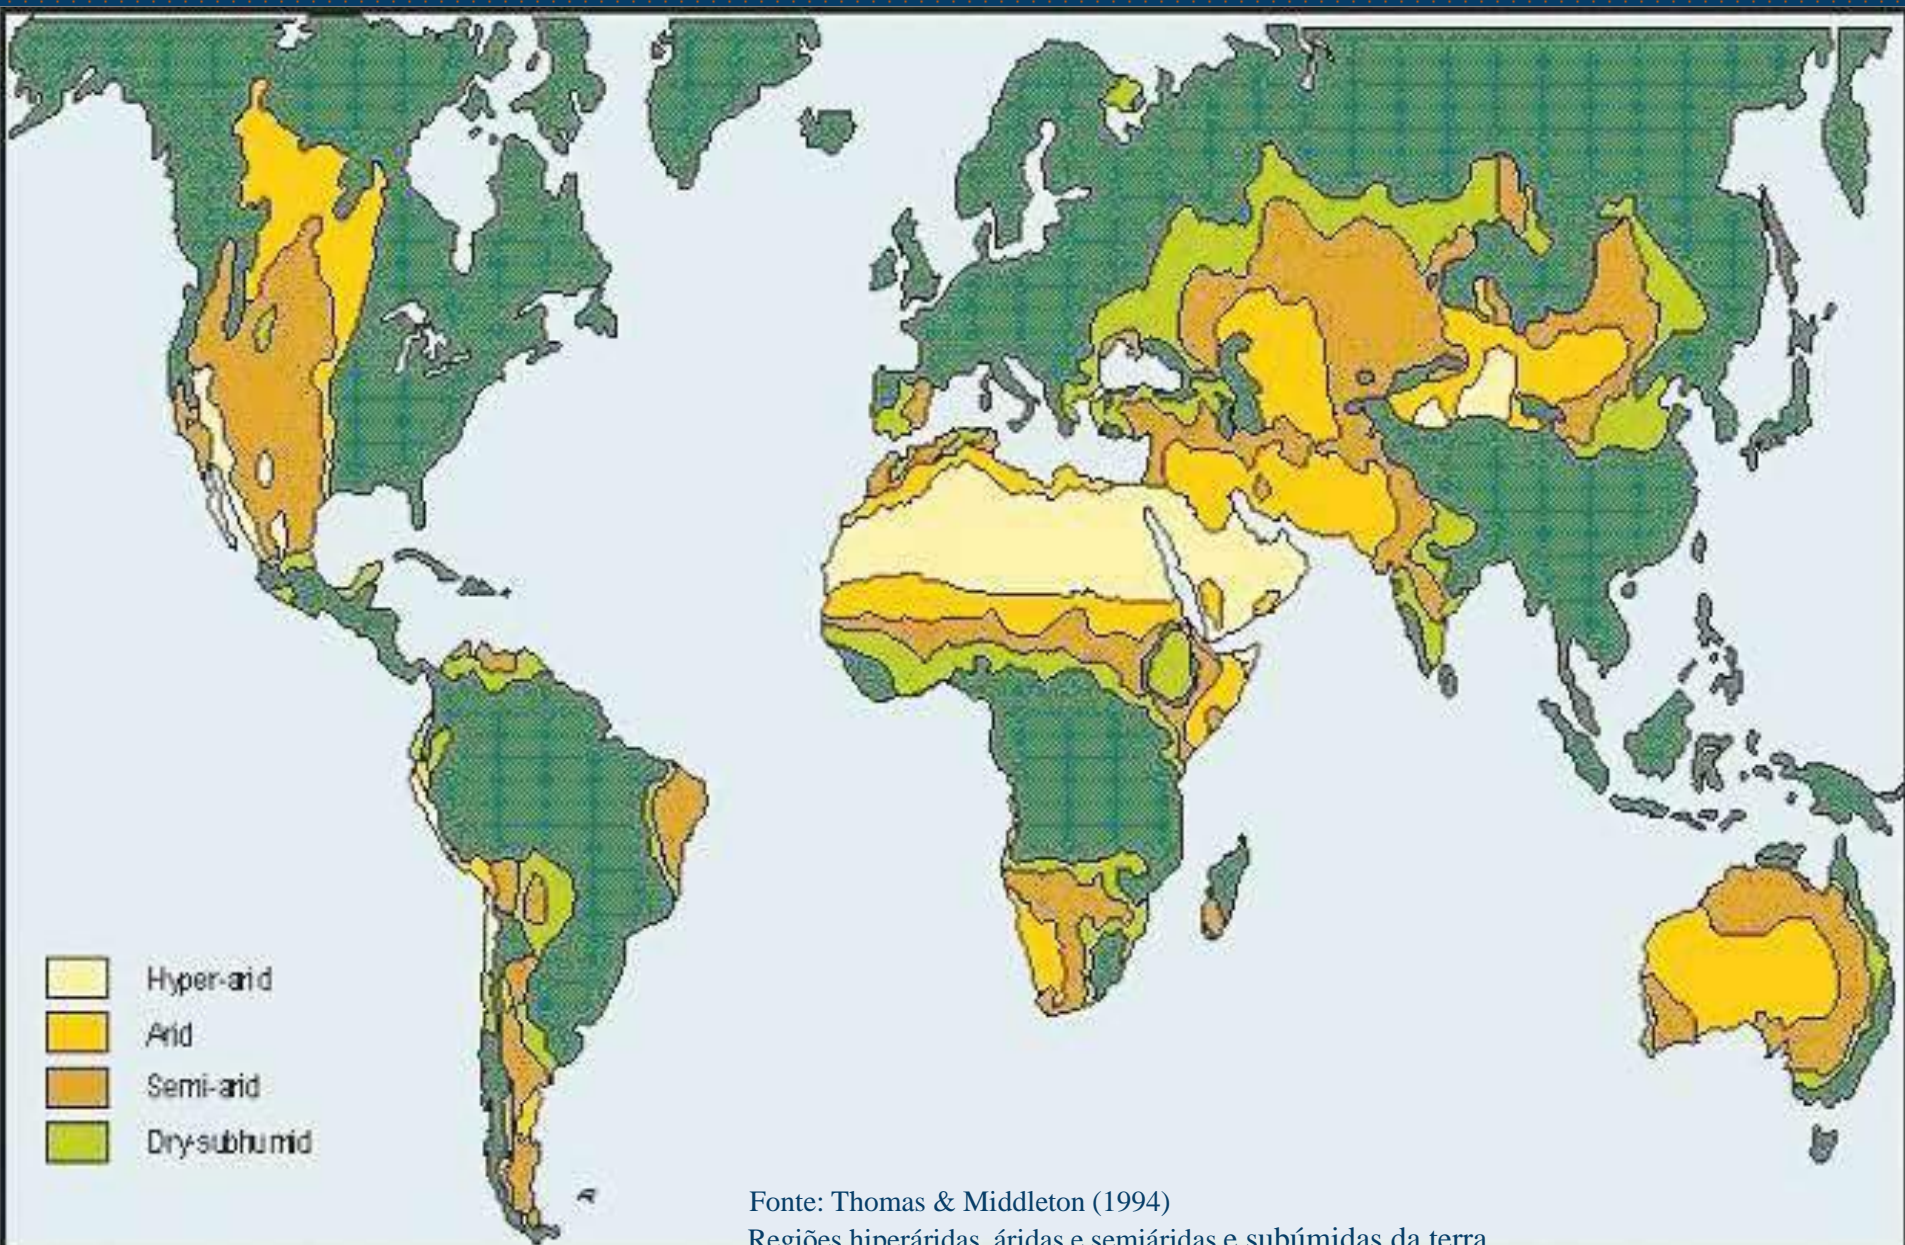 Hyper-arid
Arid
Semi-arid
Dry-subhumid
Fonte: Thomas & Middleton (1994)
Regiões hiperáridas, áridas e semiáridas e subúmidas da terra